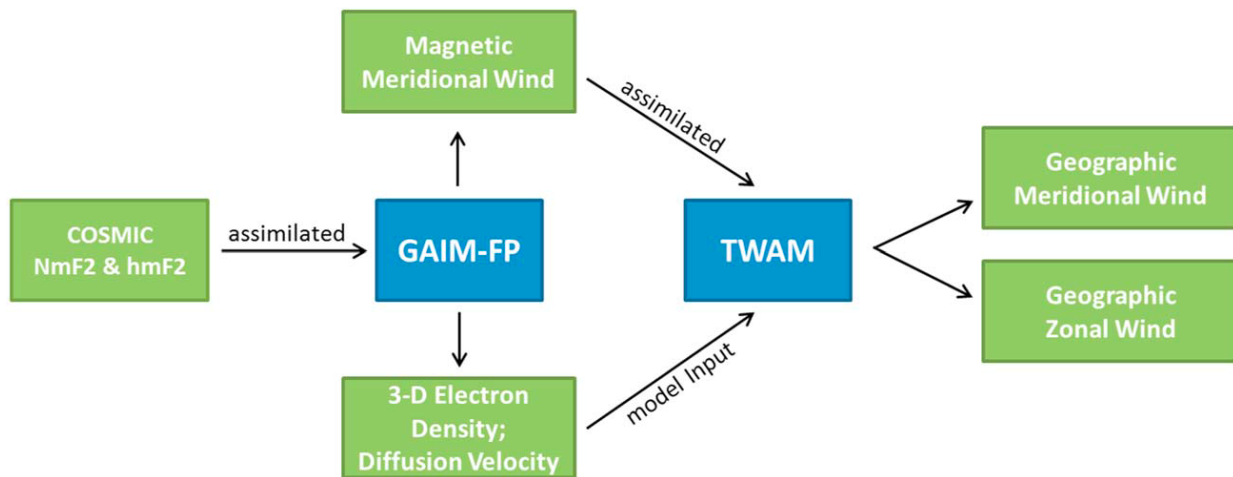 Magnetic
Meridional Wind
assimilated
COSMIC
NmF2 & hmF2
assimilated
GAIM-FP
TWAM
Geographic
Meridional Wind
Geographic
Zonal Wind
3-D Electron
Density;
Diffusion Velocity
model Input